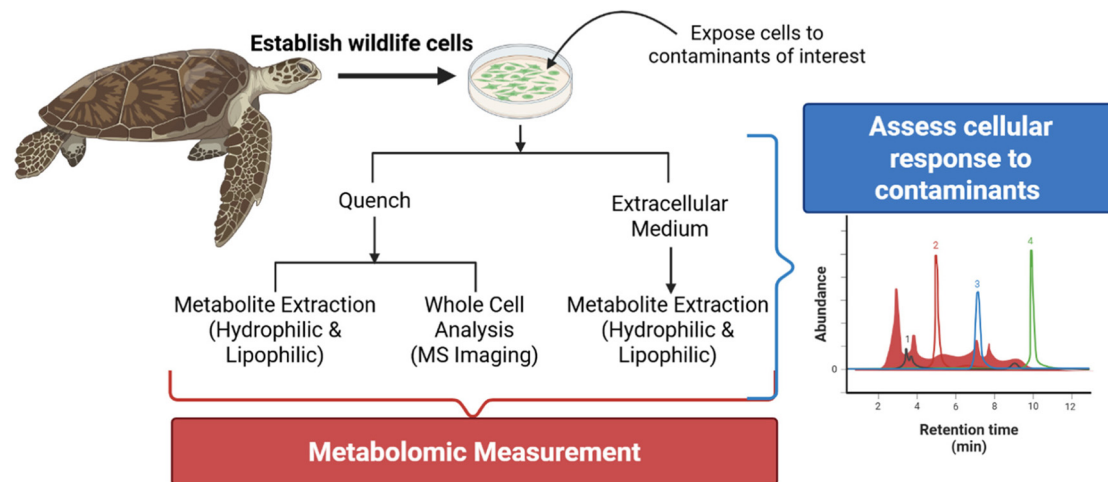 Establish wildlife cells
Expose cells to
contaminants of interest
Assess cellular
response to
contaminants
Quench
Extracellular
Medium
Metabolite Extraction
(Hydrophilic &
Lipophilic)
Whole Cell
Analysis
(MS Imaging)
Metabolite Extraction
(Hydrophilic &
Lipophilic)
Metabolomic Measurement
Abundance
0
1
2
3
4
2 4 6 8 10 12
Retention time
(min)